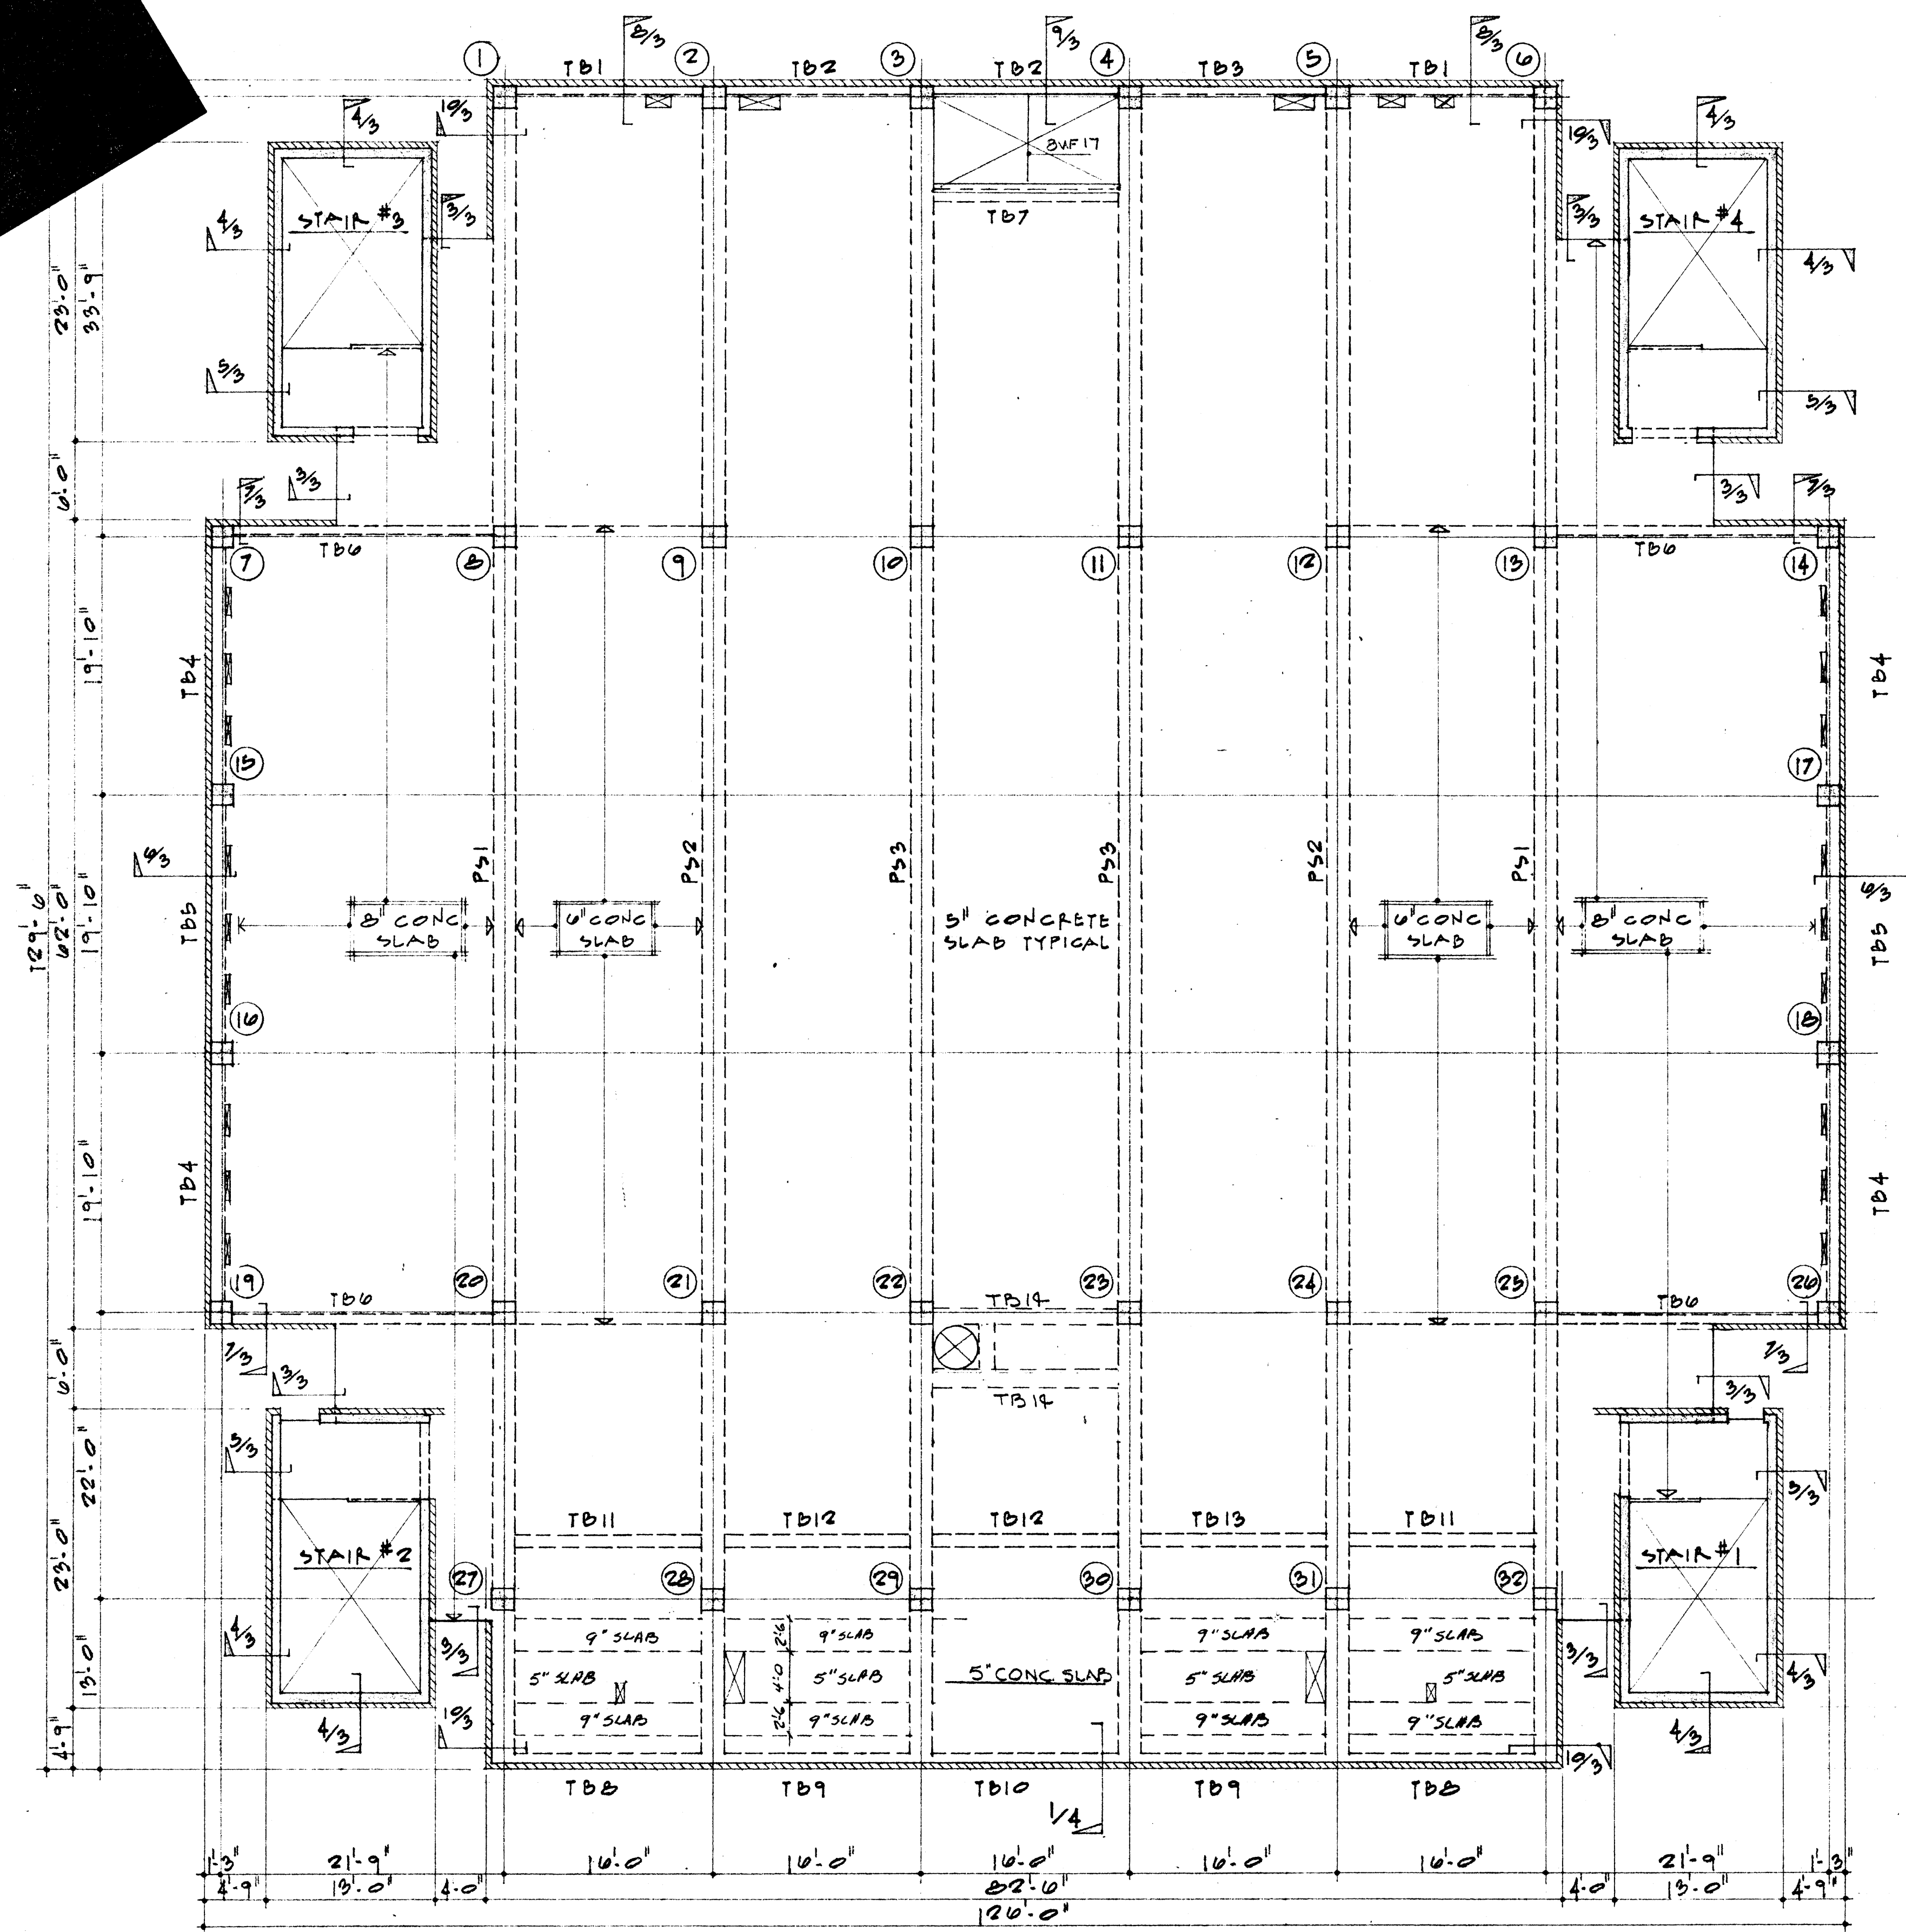 1 TB1 8/3 2 TB2 3 TB2 9/3 4 TB3 5 TB1 8/3 6
4/3 10/3 10/3 4/3
8WF17
STAIR #3 3/3 3/3 STAIR #4
4/3 TB7 4/3
23'-0" 33'-9"
5/3 5/3
6'-0" 3/3 7/3 3/3 7/3
TB6 TB6
7 8 9 10 11 12 13 14
19'-10" TB4 TB4
15 17
6/3 PS1 PS2 PS3 PS3 PS2 PS1 6/3
129'-6" 62'-0" 19'-10" TB5 TB5
8" CONC
SLAB
6" CONC
SLAB
5" CONCRETE
SLAB TYPICAL
6" CONC
SLAB
8" CONC
SLAB
16 18
19'-10" TB4 TB4
19 20 21 22 23 24 25 26
TB6 TB14 TB6
7/3 7/3
6'-0" 3/3 3/3
TB14
22'-0" 5/3 5/3
TB11 TB12 TB12 TB13 TB11
23'-0" STAIR #2 STAIR #1
27 28 29 30 31 32
9" SLAB 2'6 9" SLAB 9" SLAB 9" SLAB
4/3 3/3 3/3 4/3
13'-0" 5" SLAB 4'0 5" SLAB 5" CONC SLAB 5" SLAB 5" SLAB
9" SLAB 2'6 9" SLAB 9" SLAB 9" SLAB
4/3 10/3 10/3 4/3
4'-9"
TB8 TB9 TB10 TB9 TB8
1/4
1'-3" 21'-9" 16'-0" 16'-0" 16'-0" 16'-0" 16'-0" 21'-9" 1'-3"
4'-9" 13'-0" 4'-0" 82'-6" 4'-0" 13'-0" 4'-9"
126'-0"